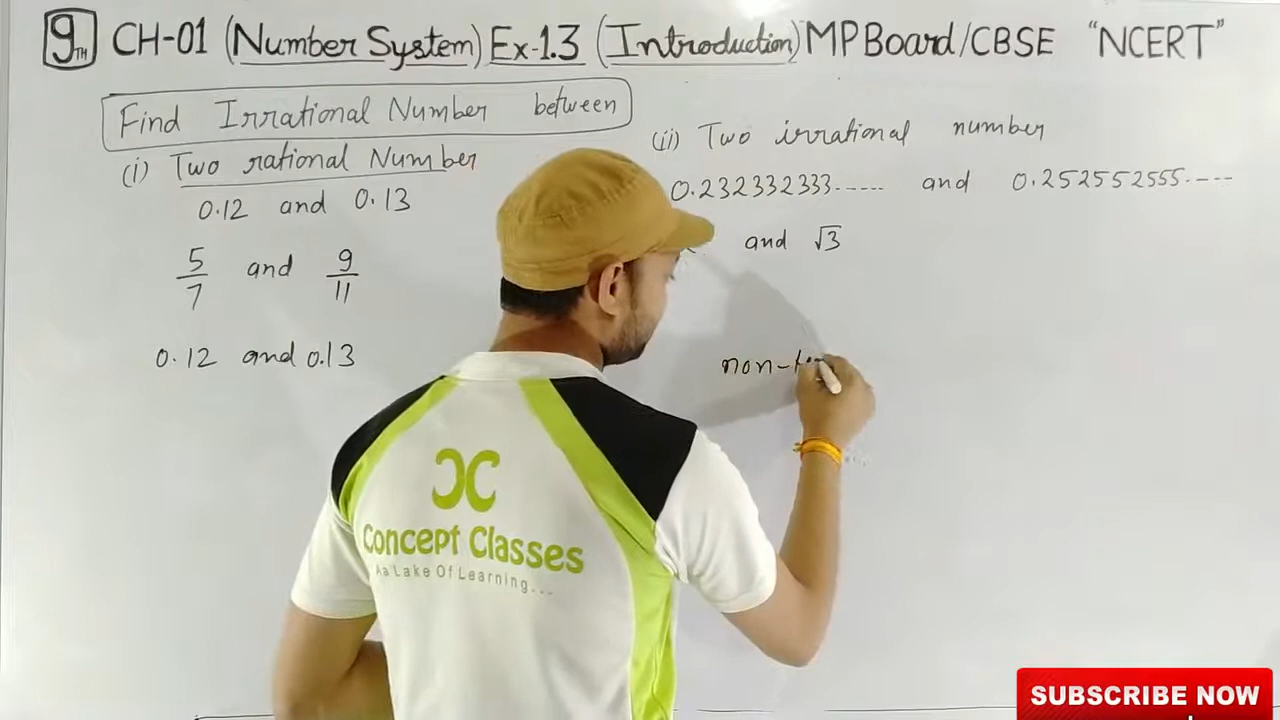 9TH CH-01 (Number System) Ex-1.3 (Introduction) MP Board/CBSE "NCERT"
Find Irrational Number between
(i) Two rational Number
0.12 and 0.13
5/7 and 9/11
0.12 and 0.13
(ii) Two irrational number
0.232332333..... and 0.252552555.----
and √3
non-
Concept Classes
Aa Lake Of Learning...
SUBSCRIBE NOW